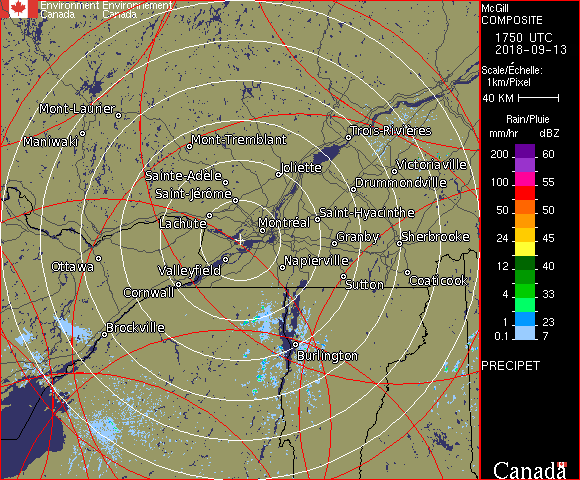 Environment Environnement
Canada Canada
McGill
COMPOSITE
1750 UTC
2018-09-13
Scale/Échelle:
1km/Pixel
40 KM
Rain/Pluie
mm/hr dBZ
200 60
100 55
50 50
24 45
12 40
4 33
1 23
0.1 7
PRECIPET
Canada
Mont-Laurier
Maniwaki
Mont-Tremblant
Trois-Rivières
Joliette
Victoriaville
Sainte-Adèle
Drummondville
Saint-Jérôme
Lachute
Montréal
Saint-Hyacinthe
Granby
Sherbrooke
Ottawa
Valleyfield
Napierville
Cornwall
Sutton
Coaticook
Brockville
Burlington